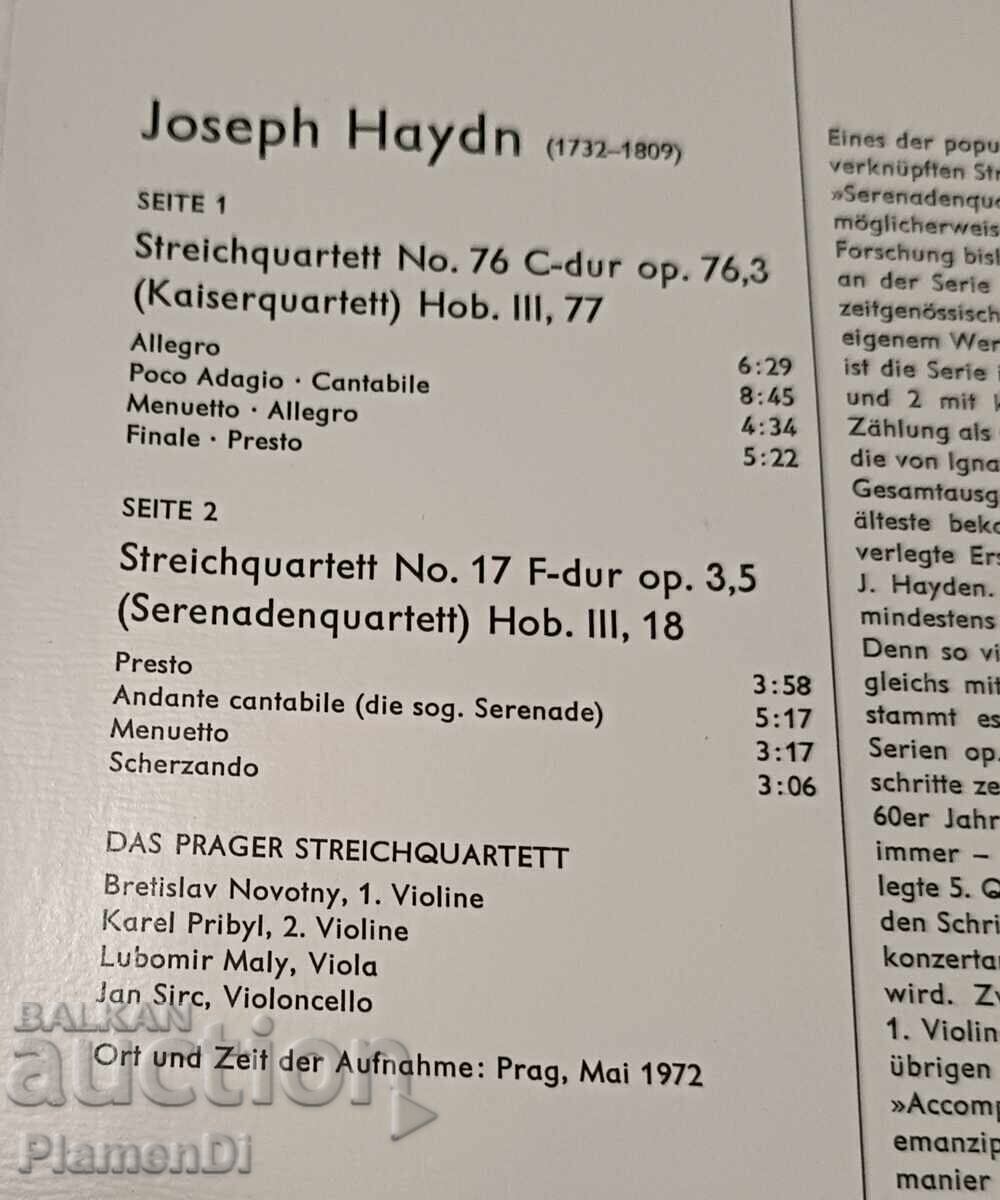 Joseph Haydn (1732–1809)
SEITE 1
Streichquartett No. 76 C-dur op. 76,3
(Kaiserquartett) Hob. III, 77
Allegro 6:29
Poco Adagio · Cantabile 8:45
Menuetto · Allegro 4:34
Finale · Presto 5:22
SEITE 2
Streichquartett No. 17 F-dur op. 3,5
(Serenadenquartett) Hob. III, 18
Presto 3:58
Andante cantabile (die sog. Serenade) 5:17
Menuetto 3:17
Scherzando 3:06
DAS PRAGER STREICHQUARTETT
Bretislav Novotny, 1. Violine
Karel Pribyl, 2. Violine
Lubomir Maly, Viola
Jan Sirc, Violoncello
Ort und Zeit der Aufnahme: Prag, Mai 1972
Eines der popu
verknüpften Str
»Serenadenqua
möglicherweis
Forschung bisl
an der Serie
zeitgenössisch
eigenem Wer
ist die Serie
und 2 mit
Zählung als
die von Igna
Gesamtausg
älteste beka
verlegte Ers
J. Hayden.
mindestens
Denn so vi
gleichs mit
stammt es
Serien op.
schritte ze
60er Jahr
immer –
legte 5. Q
den Schri
konzerta
wird. Zw
1. Violin
übrigen
»Accomp
emanzip
manier
BALKAN
auction
PlamenDi